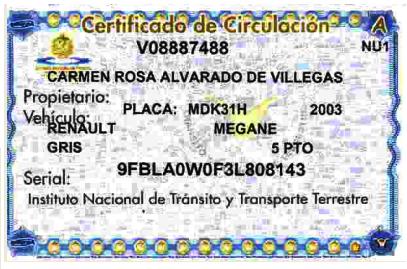 Certificado de Circulación A
V08887488 NU1
CARMEN ROSA ALVARADO DE VILLEGAS
Propietario:
PLACA: MDK31H 2003
Vehículo:
RENAULT MEGANE
GRIS 5 PTO
9FBLA0W0F3L808143
Serial:
Instituto Nacional de Tránsito y Transporte Terrestre